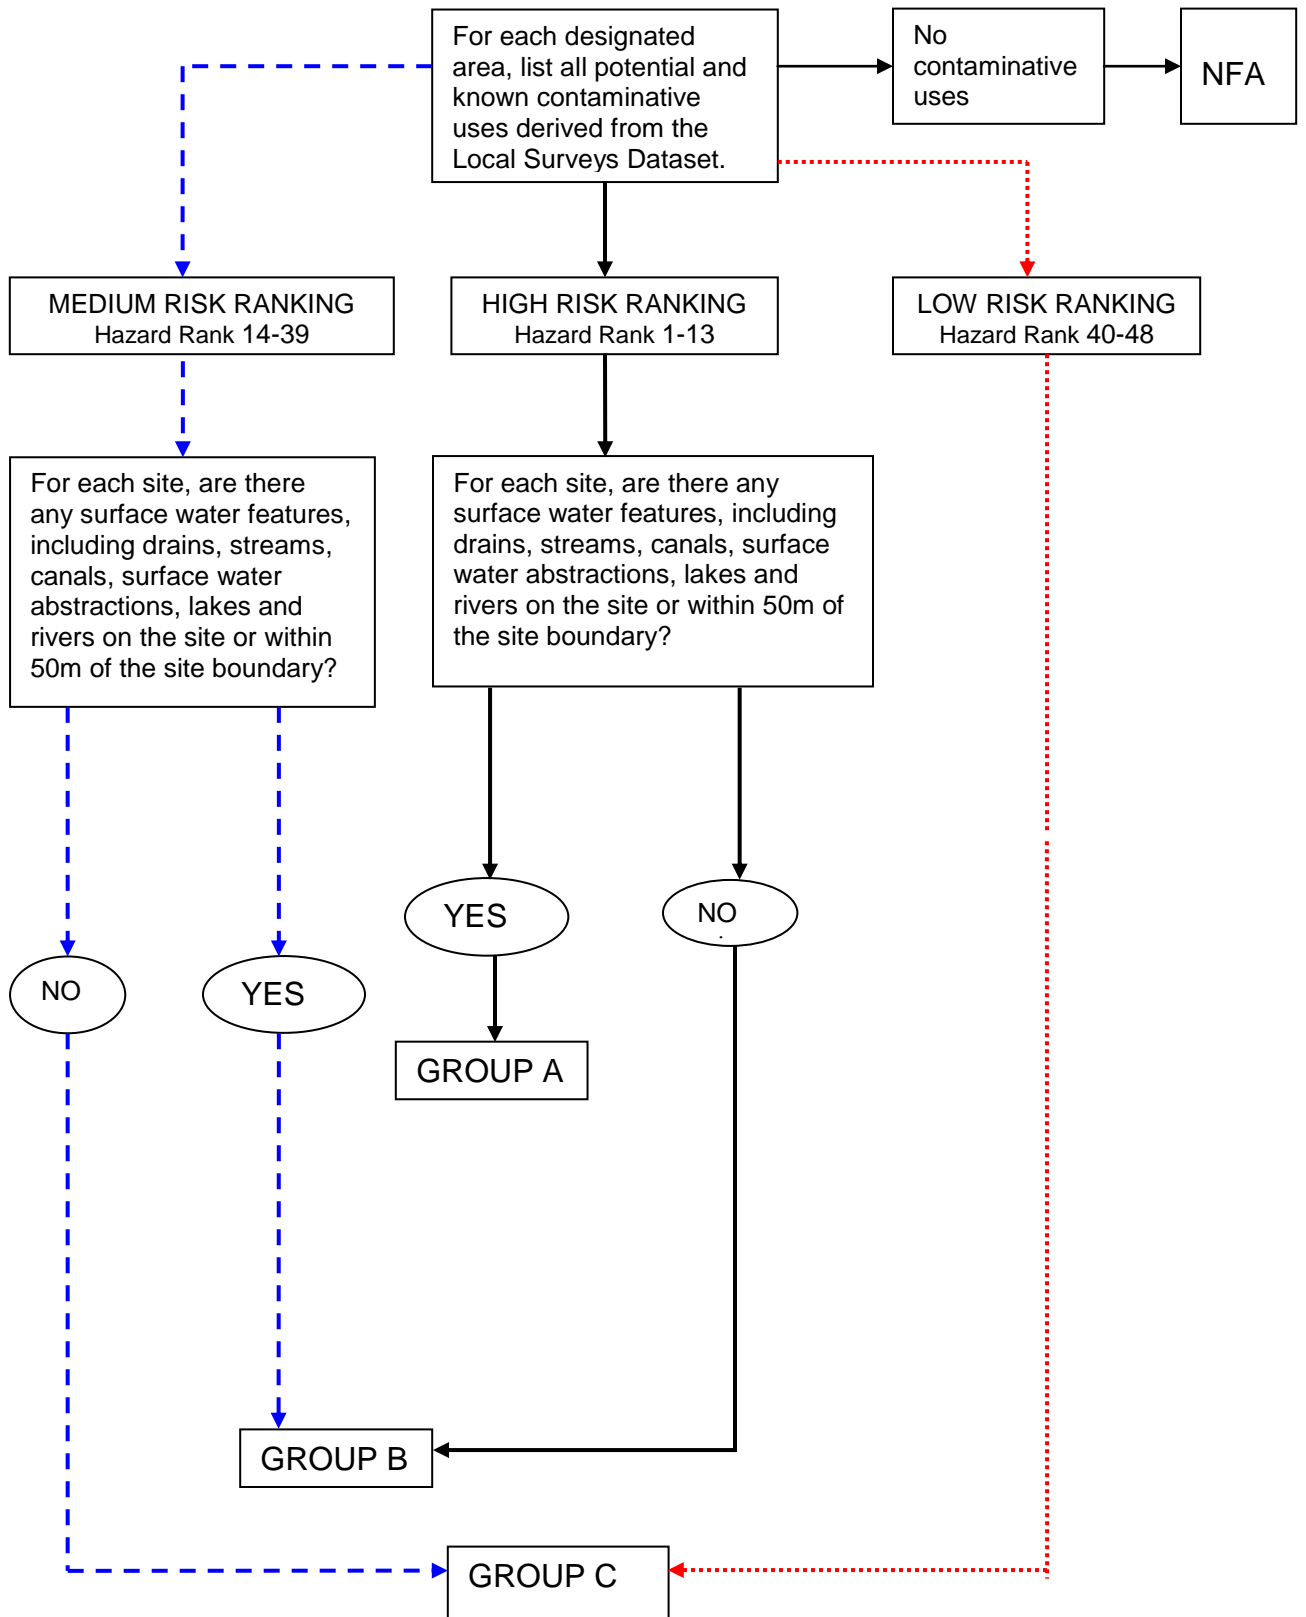 For each designated
area, list all potential and
known contaminative
uses derived from the
Local Surveys Dataset.
No
contaminative
uses
NFA
MEDIUM RISK RANKING
Hazard Rank 14-39
HIGH RISK RANKING
Hazard Rank 1-13
LOW RISK RANKING
Hazard Rank 40-48
For each site, are there
any surface water features,
including drains, streams,
canals, surface water
abstractions, lakes and
rivers on the site or within
50m of the site boundary?
For each site, are there any
surface water features, including
drains, streams, canals, surface
water abstractions, lakes and
rivers on the site or within 50m of
the site boundary?
YES
NO
NO
YES
GROUP A
GROUP B
GROUP C